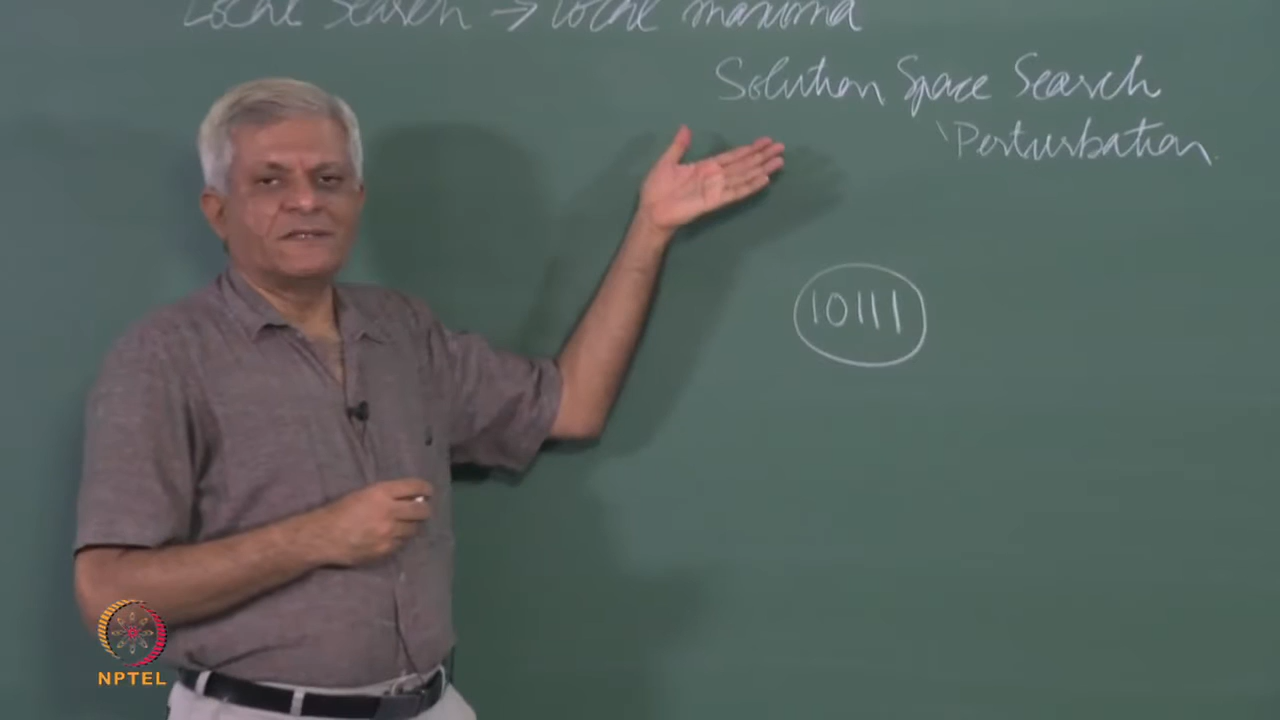 Local Search → local maxima
Solution Space Search
Perturbation
10111
NPTEL